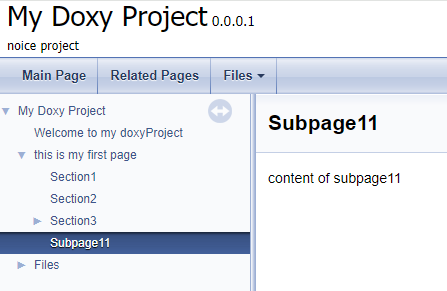 My Doxy Project 0.0.0.1
noice project
Main Page Related Pages Files
My Doxy Project
Welcome to my doxyProject
this is my first page
Section1
Section2
Section3
Subpage11
Files
Subpage11
content of subpage11